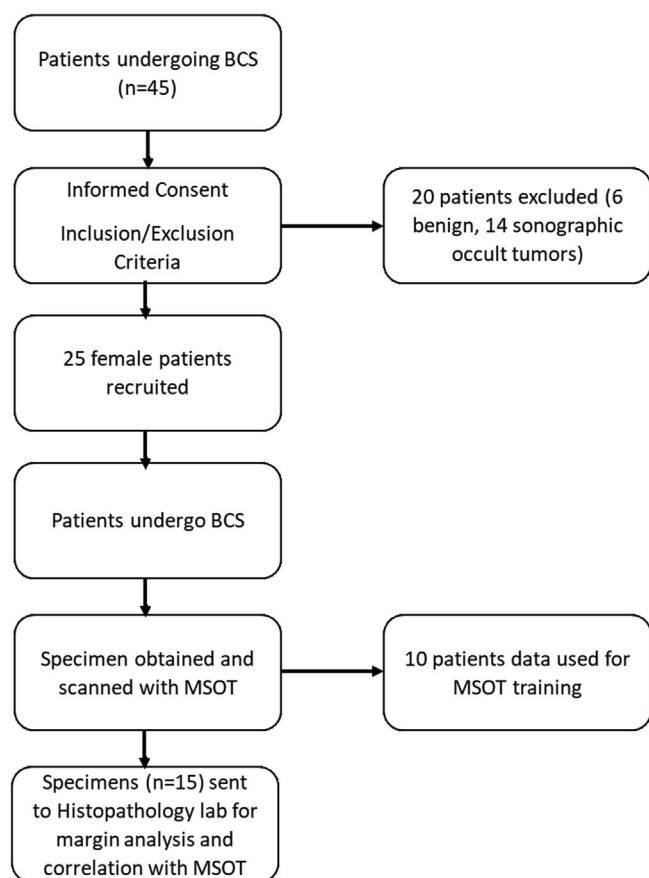 Patients undergoing BCS
(n=45)
Informed Consent
Inclusion/Exclusion
Criteria
20 patients excluded (6
benign, 14 sonographic
occult tumors)
25 female patients
recruited
Patients undergo BCS
Specimen obtained and
scanned with MSOT
10 patients data used for
MSOT training
Specimens (n=15) sent
to Histopathology lab for
margin analysis and
correlation with MSOT